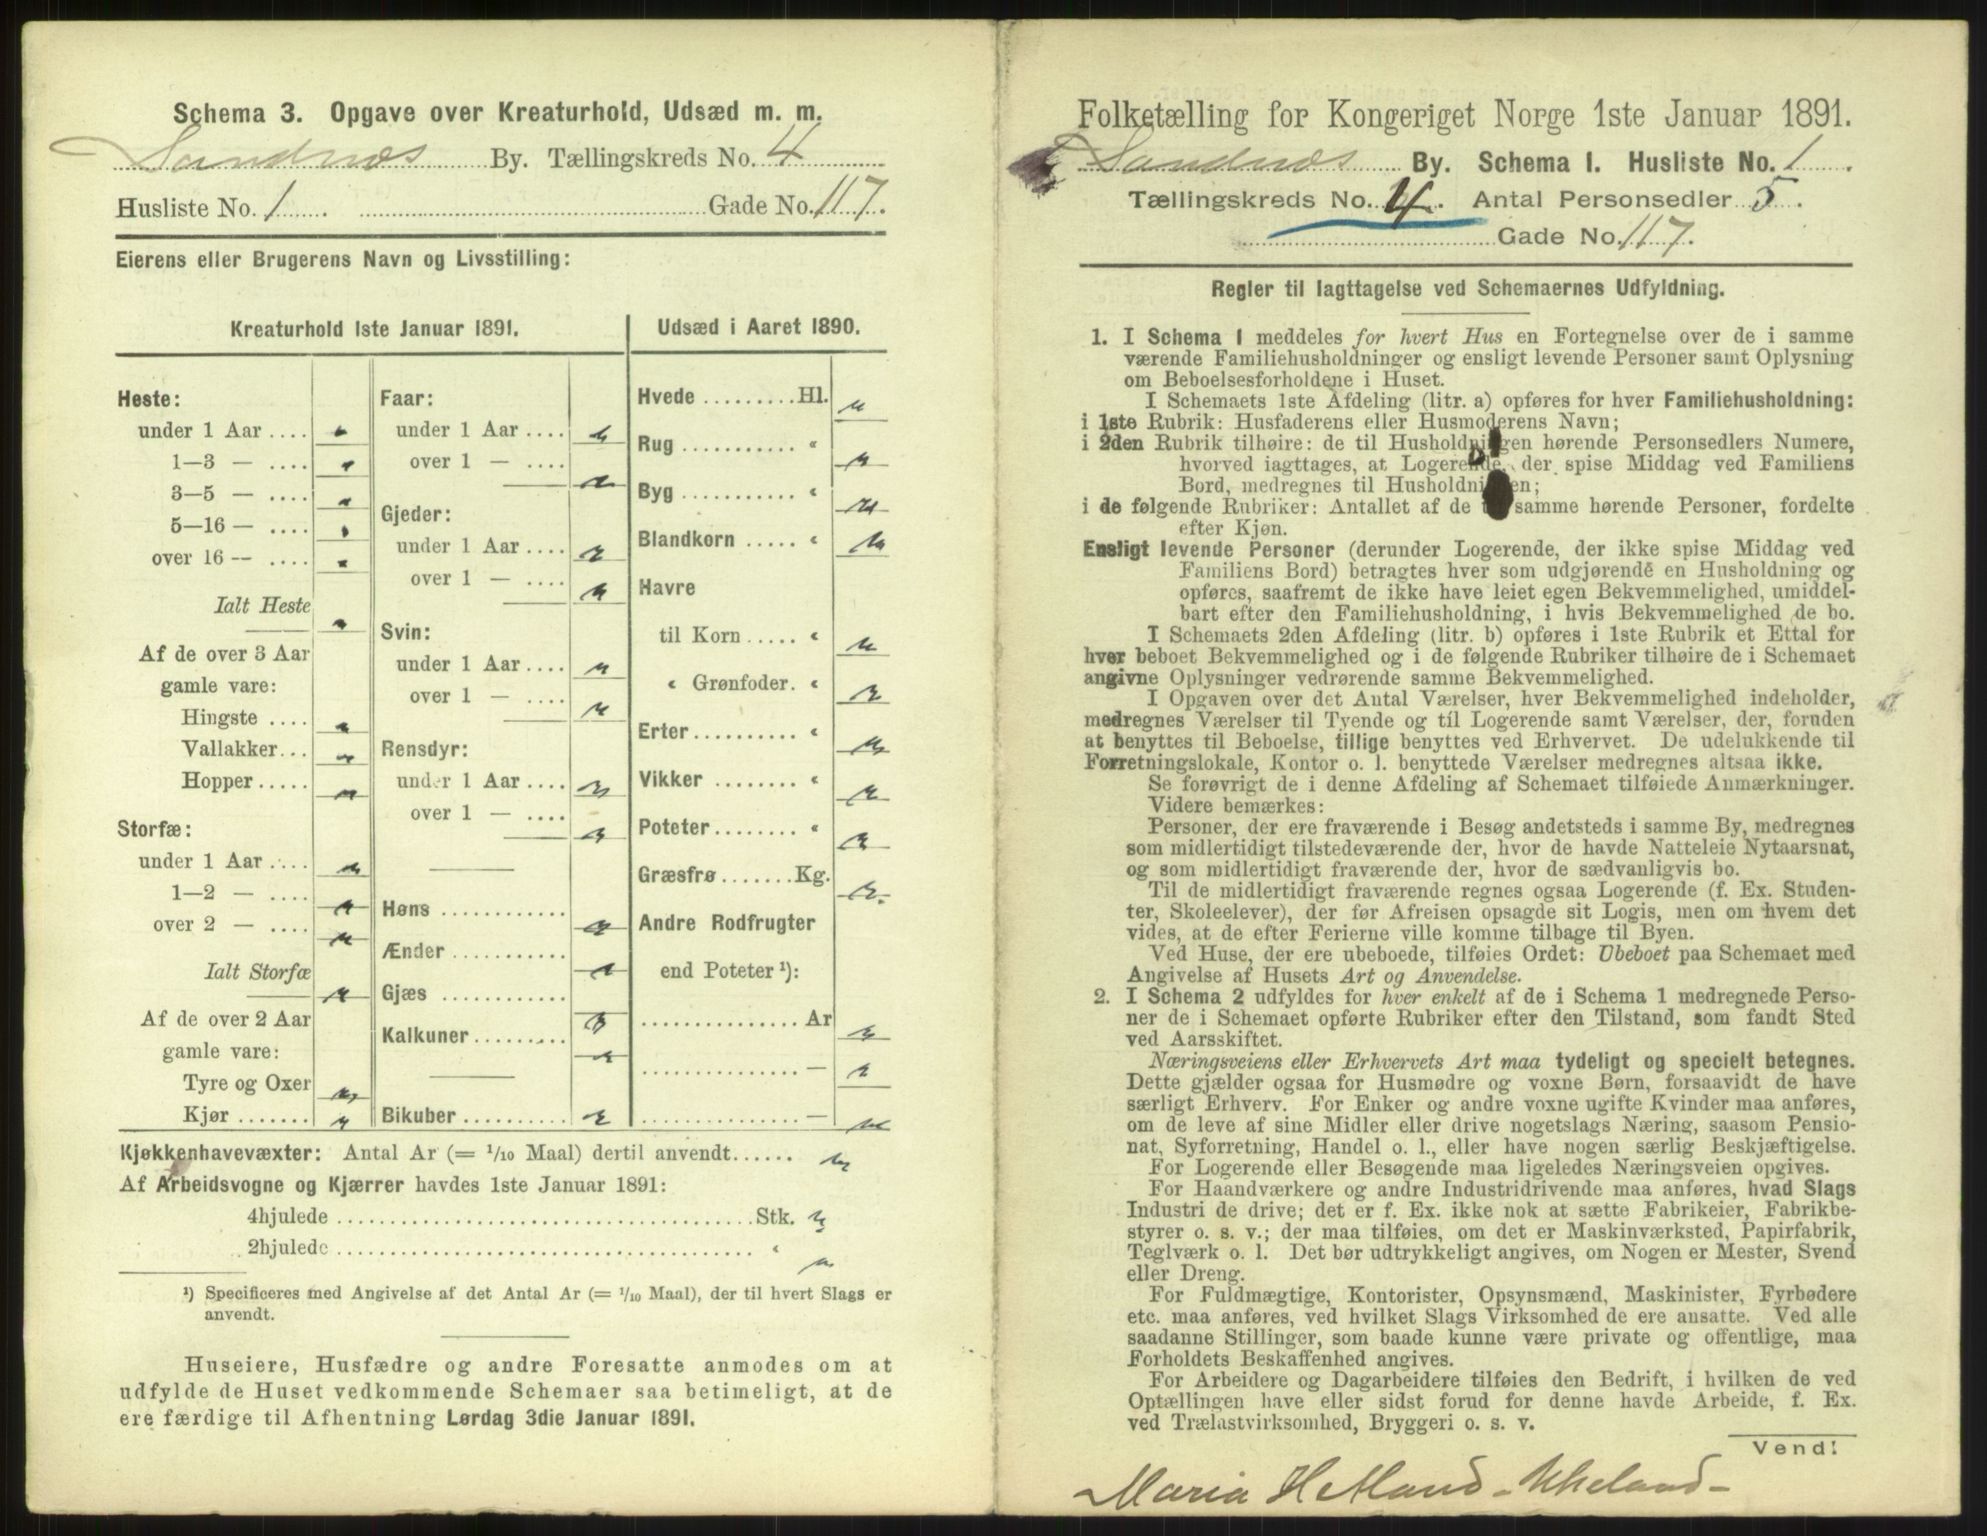 Schema 3. Opgave over Kreaturhold, Udsæd m. m.
Sandnæs By. Tællingskreds No. 4
Husliste No. 1 Gade No. 117.
Eierens eller Brugerens Navn og Livsstilling:
Kreaturhold 1ste Januar 1891.
Heste:
under 1 Aar ....
1—3 — ....
3—5 — ....
5—16 — ....
over 16 — ....
Ialt Heste
Af de over 3 Aar
gamle vare:
Hingste ....
Vallakker...
Hopper.....
Storfæ:
under 1 Aar ....
1—2 — ....
over 2 — ....
Ialt Storfæ
Af de over 2 Aar
gamle vare:
Tyre og Oxer
Kjør .......
Faar:
under 1 Aar ....
over 1 — ....
Gjeder:
under 1 Aar ....
over 1 — ....
Svin:
under 1 Aar ....
over 1 — ....
Rensdyr:
under 1 Aar ....
over 1 — ....
Høns ............
Ænder ...........
Gjæs ............
Kalkuner.........
Bikuber..........
Udsæd i Aaret 1890.
Hvede .........Hl.
Rug ........... «
Byg ........... «
Blandkorn ..... «
Havre
til Korn ..... «
« Grønfoder. «
Erter.......... «
Vikker ........ «
Poteter........ «
Græsfrø.......Kg.
Andre Rodfrugter
end Poteter ¹):
............... Ar
............... —
............... —
Kjøkkenhavevæxter: Antal Ar (= 1/10 Maal) dertil anvendt......
Af Arbeidsvogne og Kjærrer havdes 1ste Januar 1891:
4hjulede ........................................Stk.
2hjulede ........................................ «
¹) Specificeres med Angivelse af det Antal Ar (= 1/10 Maal), der til hvert Slags er
anvendt.
Huseiere, Husfædre og andre Foresatte anmodes om at
udfylde de Huset vedkommende Schemaer saa betimeligt, at de
ere færdige til Afhentning Lørdag 3die Januar 1891.
Folketælling for Kongeriget Norge 1ste Januar 1891.
Sandnæs By. Schema I. Husliste No. 1.
Tællingskreds No. 4. Antal Personsedler 5.
Gade No. 117.
Regler til Iagttagelse ved Schemaernes Udfyldning.
1. I Schema 1 meddeles for hvert Hus en Fortegnelse over de i samme
værende Familiehusholdninger og ensligt levende Personer samt Oplysning
om Beboelsesforholdene i Huset.
I Schemaets 1ste Afdeling (litr. a) opføres for hver Familiehusholdning:
i 1ste Rubrik: Husfaderens eller Husmoderens Navn;
i 2den Rubrik tilhøire: de til Husholdningen hørende Personsedlers Numere,
hvorved iagttages, at Logerende, der spise Middag ved Familiens
Bord, medregnes til Husholdningen;
i de følgende Rubriker: Antallet af de til samme hørende Personer, fordelte
efter Kjøn.
Ensligt levende Personer (derunder Logerende, der ikke spise Middag ved
Familiens Bord) betragtes hver som udgjørende en Husholdning og
opføres, saafremt de ikke have leiet egen Bekvemmelighed, umiddel-
bart efter den Familiehusholdning, i hvis Bekvemmelighed de bo.
I Schemaets 2den Afdeling (litr. b) opføres i 1ste Rubrik et Ettal for
hver beboet Bekvemmelighed og i de følgende Rubriker tilhøire de i Schemaet
angivne Oplysninger vedrørende samme Bekvemmelighed.
I Opgaven over det Antal Værelser, hver Bekvemmelighed indeholder,
medregnes Værelser til Tyende og til Logerende samt Værelser, der, foruden
at benyttes til Beboelse, tillige benyttes ved Erhvervet. De udelukkende til
Forretningslokale, Kontor o. l. benyttede Værelser medregnes altsaa ikke.
Se forøvrigt de i denne Afdeling af Schemaet tilføiede Anmærkninger.
Videre bemærkes:
Personer, der ere fraværende i Besøg andetsteds i samme By, medregnes
som midlertidigt tilstedeværende der, hvor de havde Natteleie Nytaarsnat,
og som midlertidigt fraværende der, hvor de sædvanligvis bo.
Til de midlertidigt fraværende regnes ogsaa Logerende (f. Ex. Studen-
ter, Skoleelever), der før Afreisen opsagde sit Logis, men om hvem det
vides, at de efter Ferierne ville komme tilbage til Byen.
Ved Huse, der ere ubeboede, tilføies Ordet: Ubeboet paa Schemaet med
Angivelse af Husets Art og Anvendelse.
2. I Schema 2 udfyldes for hver enkelt af de i Schema 1 medregnede Perso-
ner de i Schemaet opførte Rubriker efter den Tilstand, som fandt Sted
ved Aarsskiftet.
Næringsveiens eller Erhvervets Art maa tydeligt og specielt betegnes.
Dette gjælder ogsaa for Husmødre og voxne Børn, forsaavidt de have
særligt Erhverv. For Enker og andre voxne ugifte Kvinder maa anføres,
om de leve af sine Midler eller drive nogetslags Næring, saasom Pensio-
nat, Syforretning, Handel o. l., eller have nogen særlig Beskjæftigelse.
For Logerende eller Besøgende maa ligeledes Næringsveien opgives.
For Haandværkere og andre Industridrivende maa anføres, hvad Slags
Industri de drive; det er f. Ex. ikke nok at sætte Fabrikeier, Fabrikbe-
styrer o. s. v.; der maa tilføies, om det er Maskinværksted, Papirfabrik,
Teglværk o. l. Det bør udtrykkeligt angives, om Nogen er Mester, Svend
eller Dreng.
For Fuldmægtige, Kontorister, Opsynsmænd, Maskinister, Fyrbødere
etc. maa anføres, ved hvilket Slags Virksomhed de ere ansatte. Ved alle
saadanne Stillinger, som baade kunne være private og offentlige, maa
Forholdets Beskaffenhed angives.
For Arbeidere og Dagarbeidere tilføies den Bedrift, i hvilken de ved
Optællingen have eller sidst forud for denne havde Arbeide, f. Ex.
ved Trælastvirksomhed, Bryggeri o. s. v.
Vend!
Maria Hetland